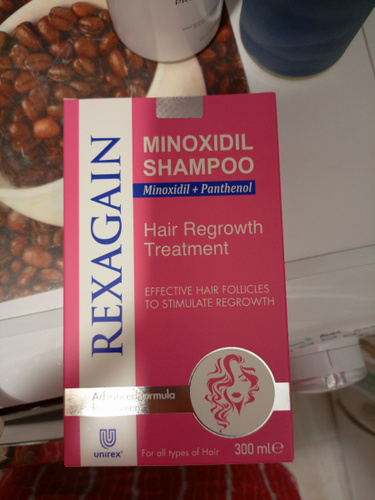 REXAGAIN
MINOXIDIL
SHAMPOO
Minoxidil + Panthenol
Hair Regrowth
Treatment
EFFECTIVE HAIR FOLLICLES
TO STIMULATE REGROWTH
Advanced formula
unirex
For all types of Hair
300 ml℮